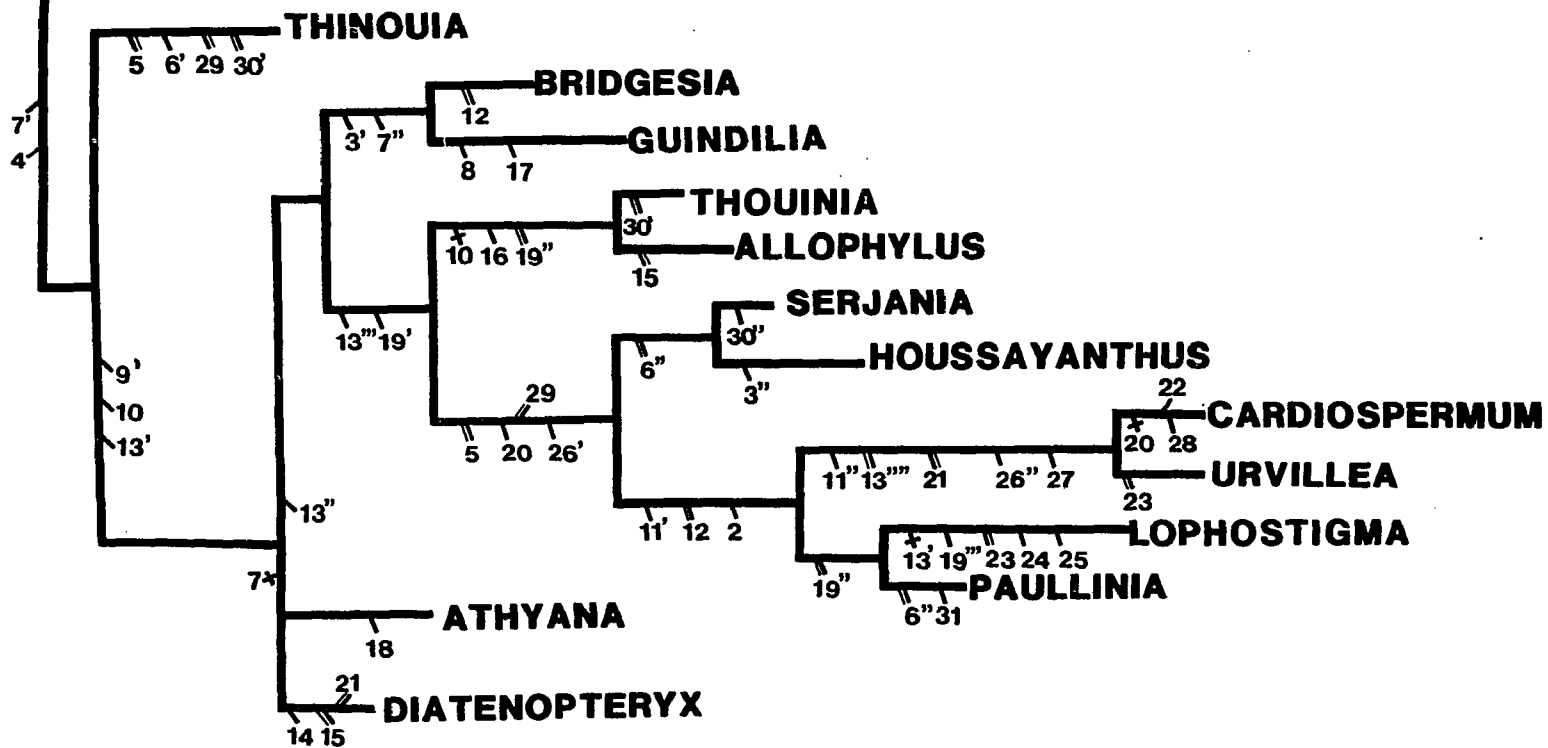 THINOUIA
5 6' 29 30'
BRIDGESIA
12
7'
3' 7"
GUINDILIA
4
8 17
THOUINIA
30'
10 16 19"
ALLOPHYLUS
15
SERJANIA
30"
13''' 19'
6"
HOUSSAYANTHUS
9'
3"
29
22
10
CARDIOSPERMUM
13'
5 20 26'
20 28
11" 13'''' 21 26" 27
URVILLEA
23
13"
11' 12 2
LOPHOSTIGMA
13' 19''' 23 24 25
7
19"
PAULLINIA
6" 31
ATHYANA
18
21
DIATENOPTERYX
14 15